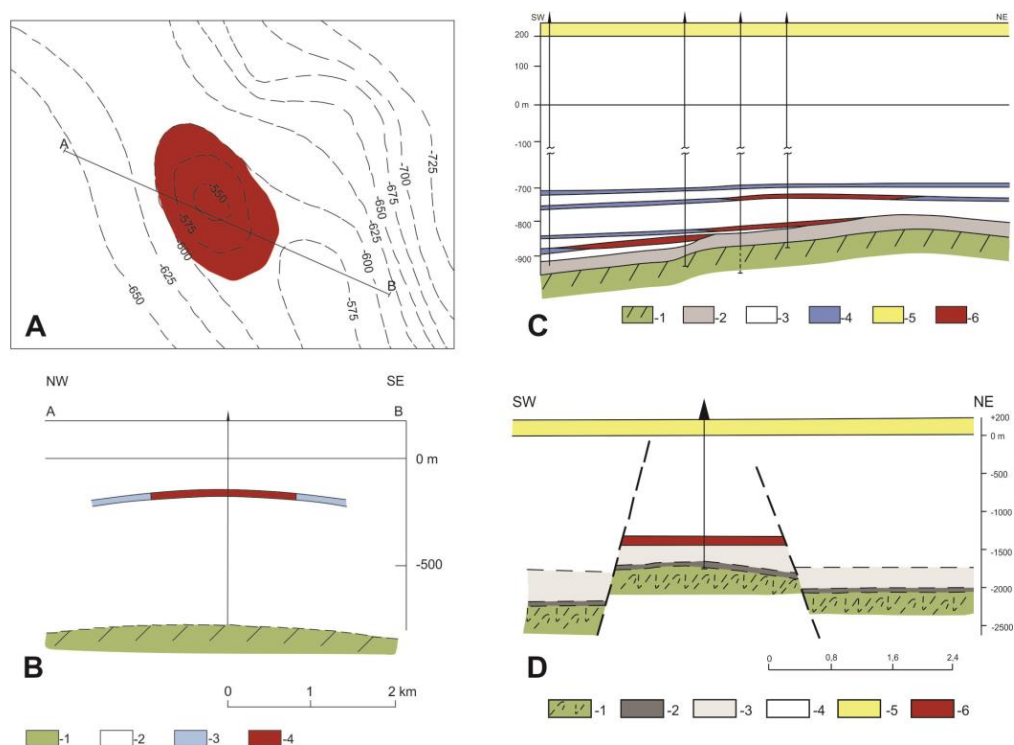 A
B
-550
-575
-600
-625
-650
-575
-600
-625
-650
-675
-700
-725
A
SW
NE
200
100
0 m
-100
-700
-800
-900
-1 -2 -3 -4 -5 -6
C
NW SE
A B
0 m
-500
B
0 1 2 km
-1 -2 -3 -4
SW NE
+200
0 m
-500
-1000
-1500
-2000
-2500
D
0 0,8 1,6 2,4
-1 -2 -3 -4 -5 -6